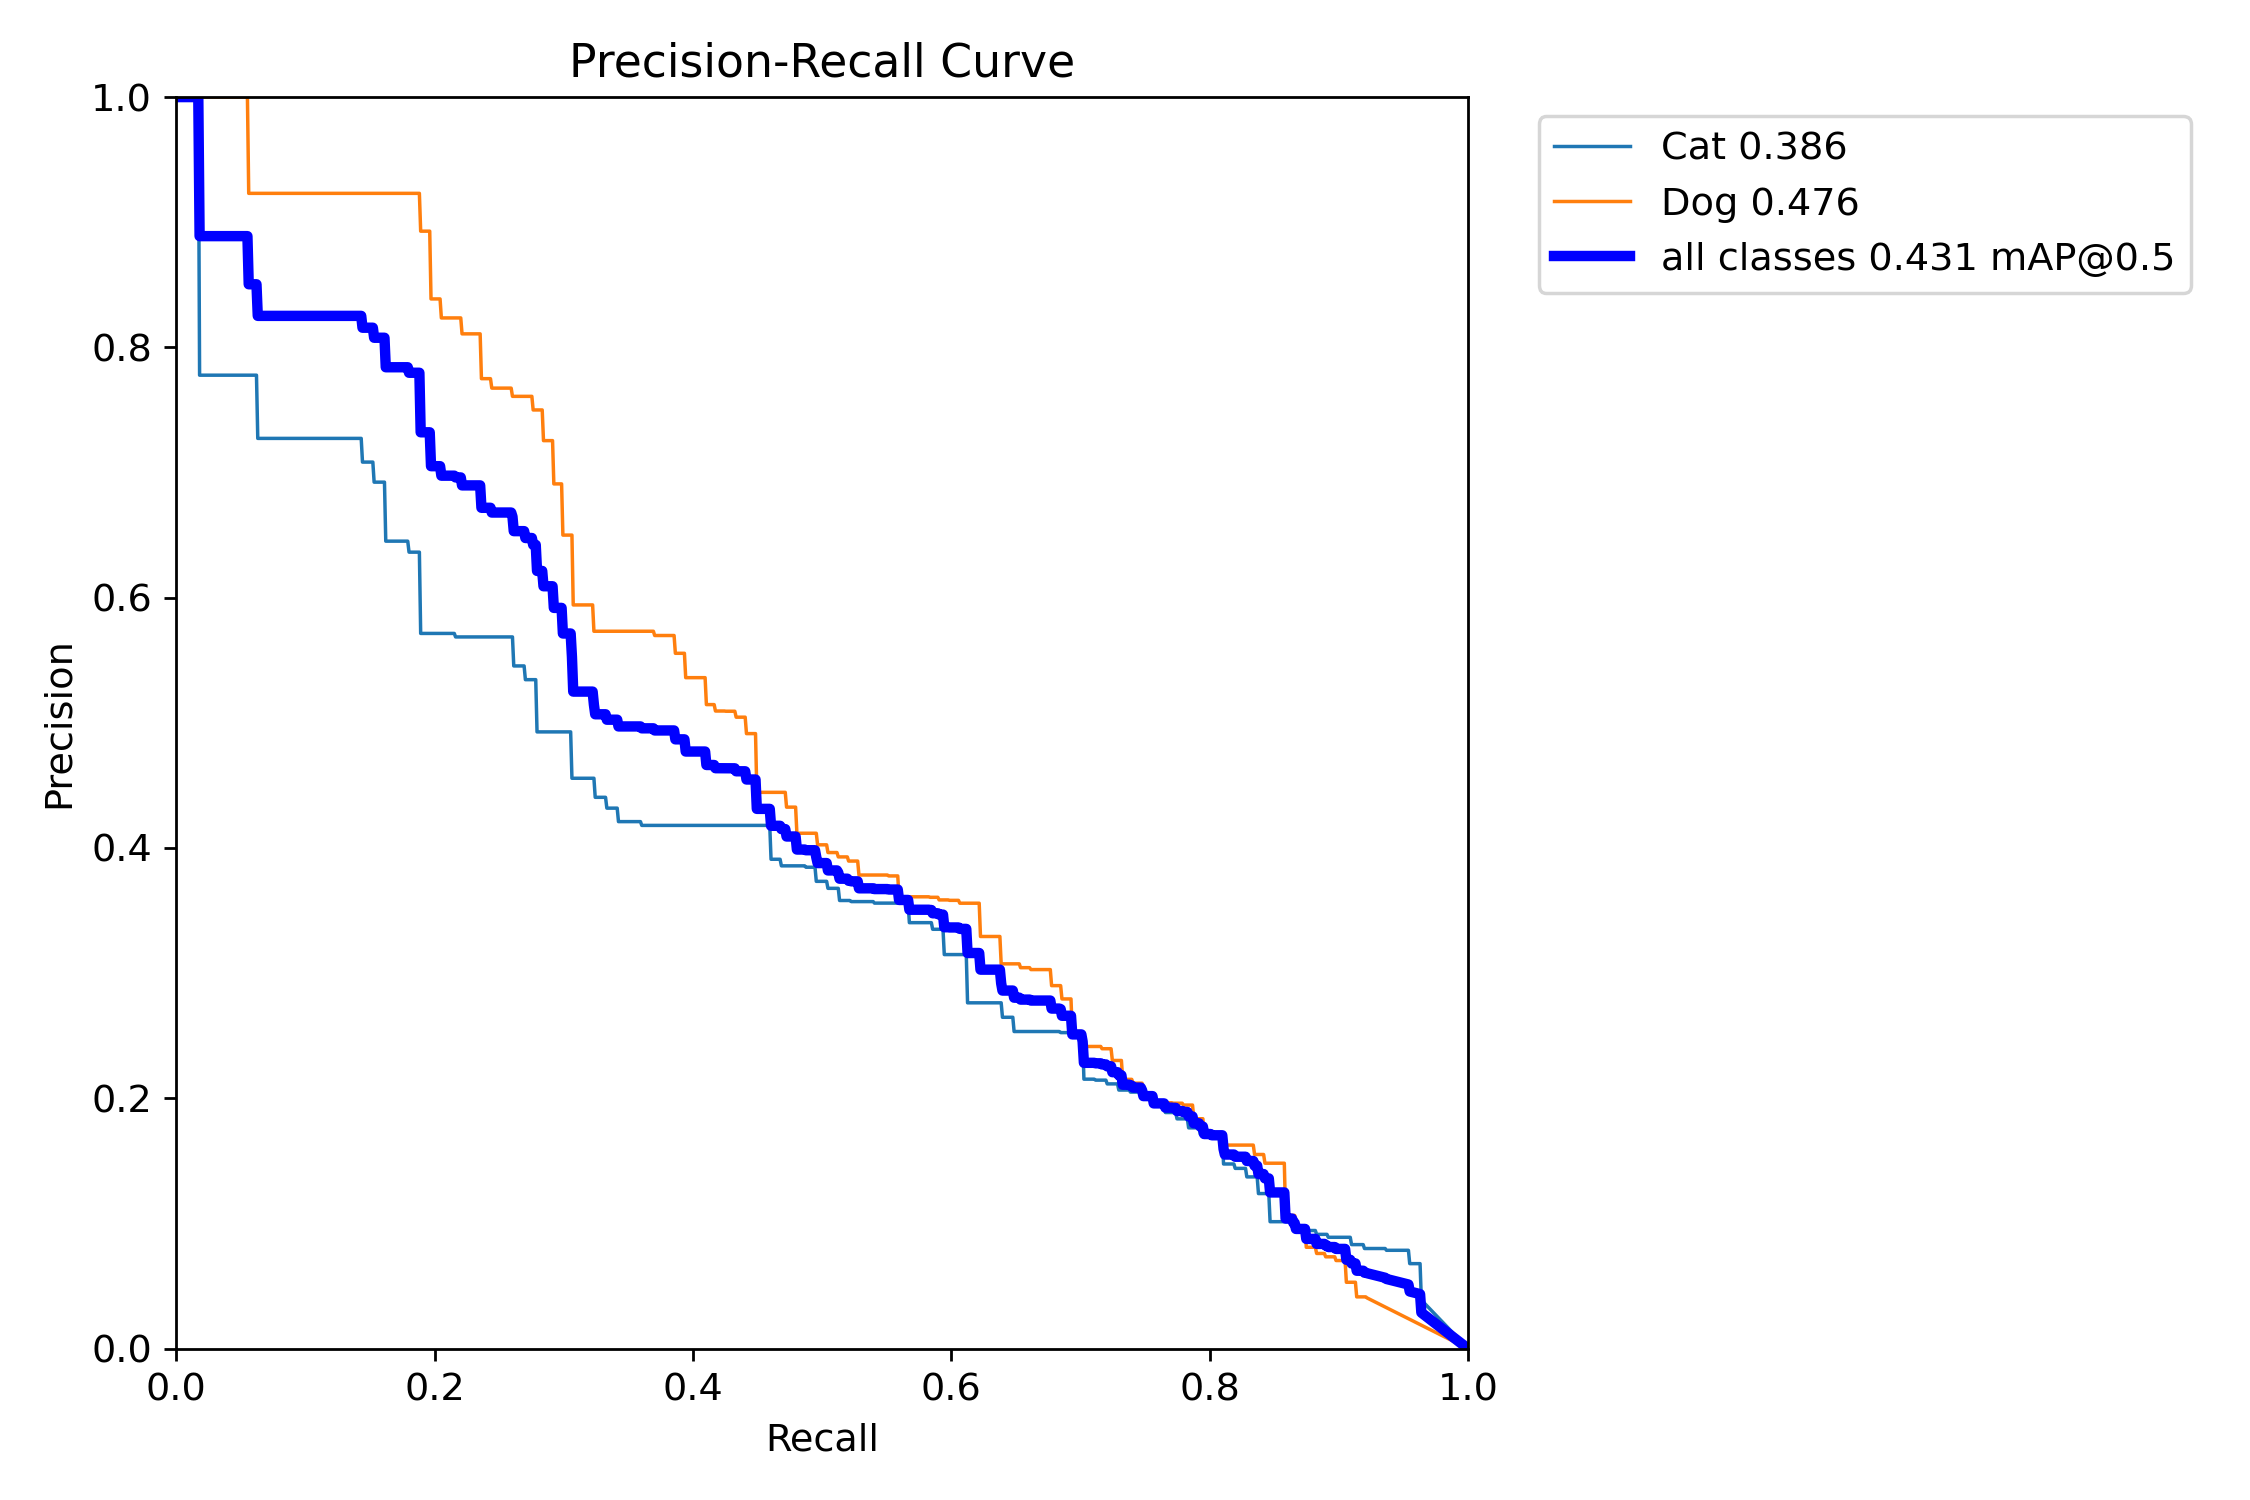 Precision-Recall Curve
Cat 0.386
Dog 0.476
all classes 0.431 mAP@0.5
Precision
1.0
0.8
0.6
0.4
0.2
0.0
0.0 0.2 0.4 0.6 0.8 1.0
Recall